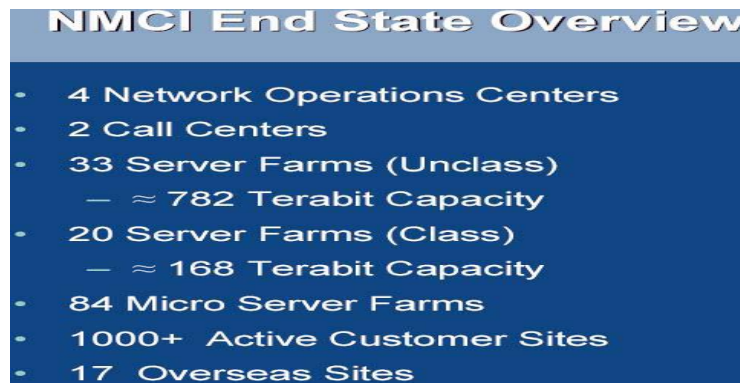 NMCI End State Overview
• 4 Network Operations Centers
• 2 Call Centers
• 33 Server Farms (Unclass)
– ≈ 782 Terabit Capacity
• 20 Server Farms (Class)
– ≈ 168 Terabit Capacity
• 84 Micro Server Farms
• 1000+ Active Customer Sites
• 17 Overseas Sites